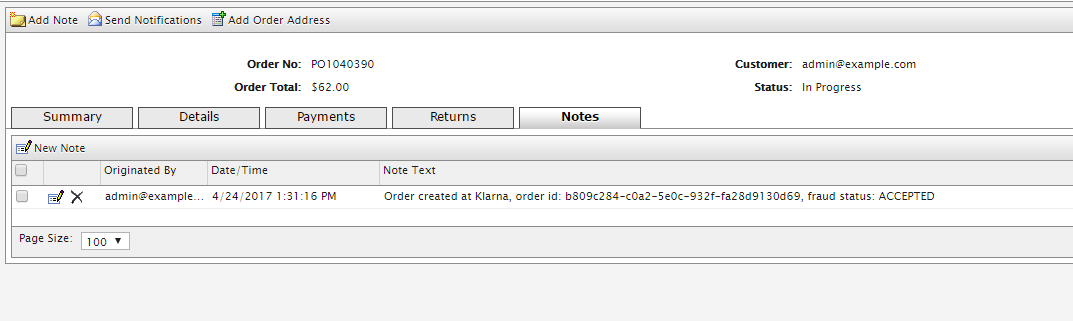 Add Note Send Notifications Add Order Address
Order No: PO1040390 Customer: admin@example.com
Order Total: $62.00 Status: In Progress
Summary Details Payments Returns Notes
New Note
Originated By Date/Time Note Text
admin@example... 4/24/2017 1:31:16 PM Order created at Klarna, order id: b809c284-c0a2-5e0c-932f-fa28d9130d69, fraud status: ACCEPTED
Page Size: 100